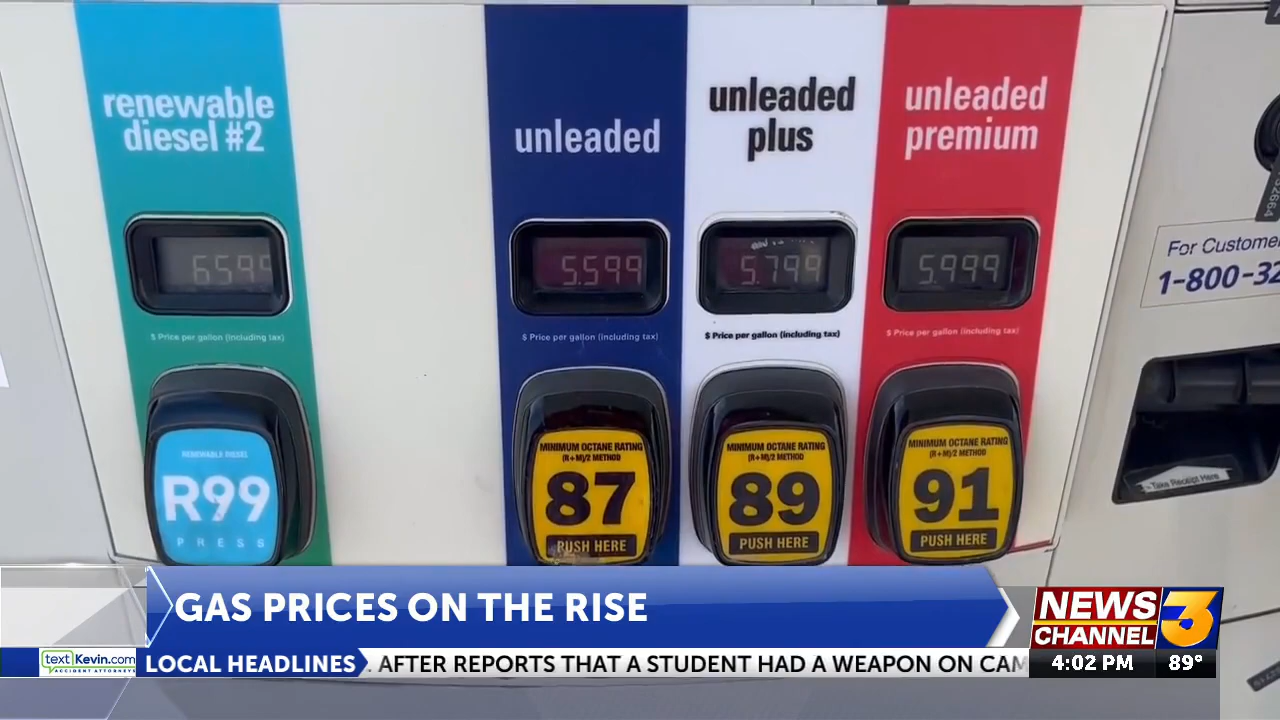 renewable
diesel #2
unleaded
unleaded
plus
unleaded
premium
6599
5.599
5.799
5.999
$ Price per gallon (including tax)
$ Price per gallon (including tax)
$ Price per gallon (including tax)
$ Price per gallon (including tax)
For Custome
1-800-32
2664
RENEWABLE DIESEL
R99
PRESS
MINIMUM OCTANE RATING
(R+M)/2 METHOD
87
PUSH HERE
MINIMUM OCTANE RATING
(R+M)/2 METHOD
89
PUSH HERE
MINIMUM OCTANE RATING
(R+M)/2 METHOD
91
PUSH HERE
Take Receipt Here
GAS PRICES ON THE RISE
NEWS
CHANNEL 3
textKevin.com
ACCIDENT ATTORNEYS
LOCAL HEADLINES
. AFTER REPORTS THAT A STUDENT HAD A WEAPON ON CAM
4:02 PM
89°